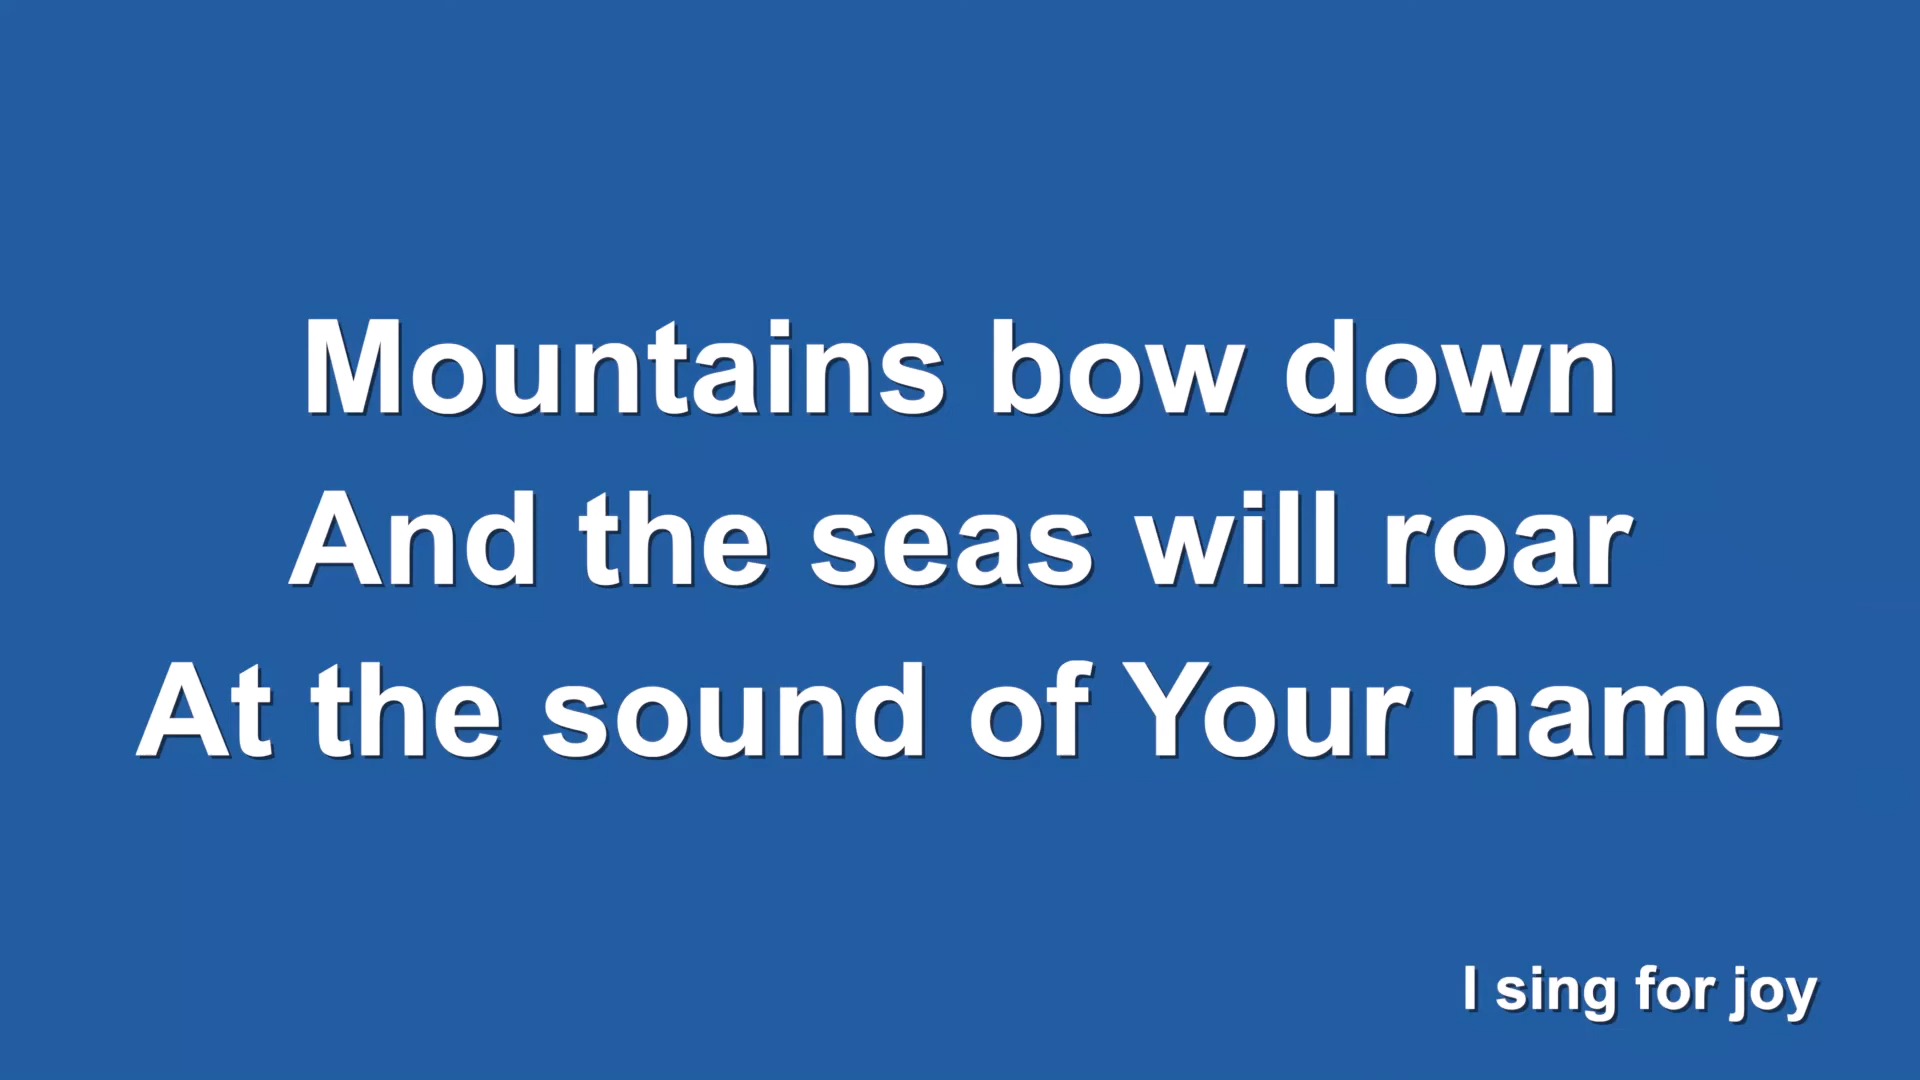 Mountains bow down
And the seas will roar
At the sound of Your name
I sing for joy